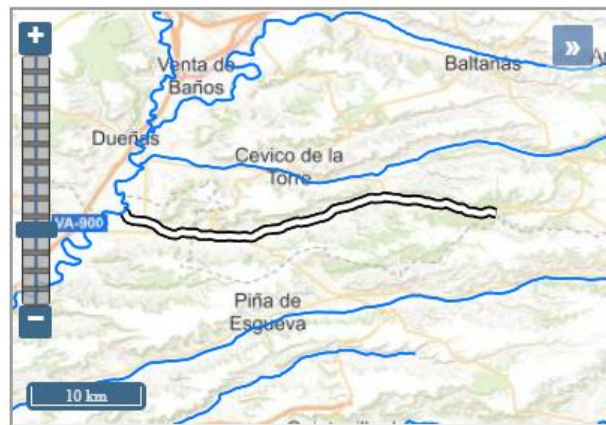 +
»
Venta de
Baños
Baltanás
Dueñas
Cevico de la
Torre
VA-900
Piña de
Esgueva
−
10 km